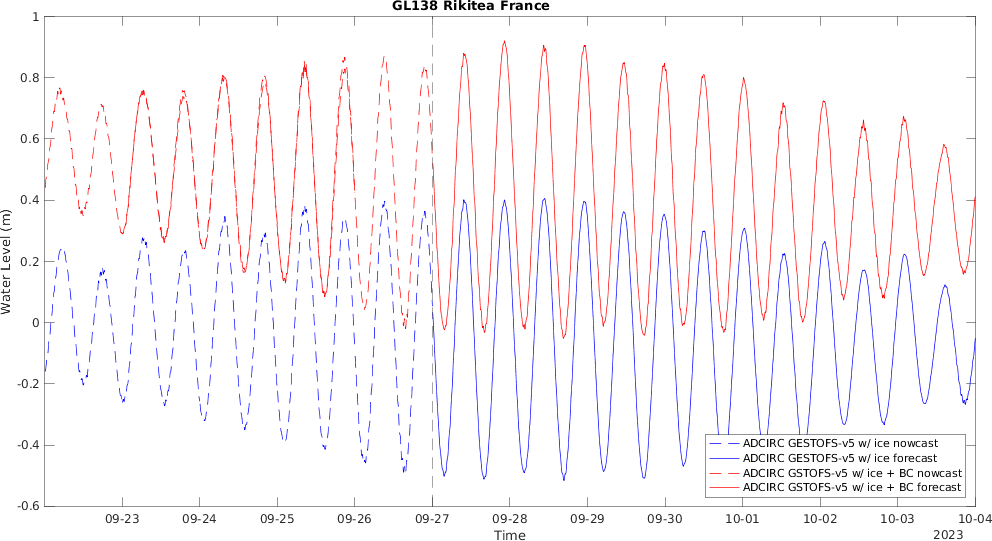 GL138 Rikitea France
1
0.8
0.6
0.4
0.2
0
-0.2
-0.4
-0.6
Water Level (m)
ADCIRC GESTOFS-v5 w/ ice nowcast
ADCIRC GESTOFS-v5 w/ ice forecast
ADCIRC GSTOFS-v5 w/ ice + BC nowcast
ADCIRC GSTOFS-v5 w/ ice + BC forecast
09-23 09-24 09-25 09-26 09-27 09-28 09-29 09-30 10-01 10-02 10-03 10-04
Time
2023